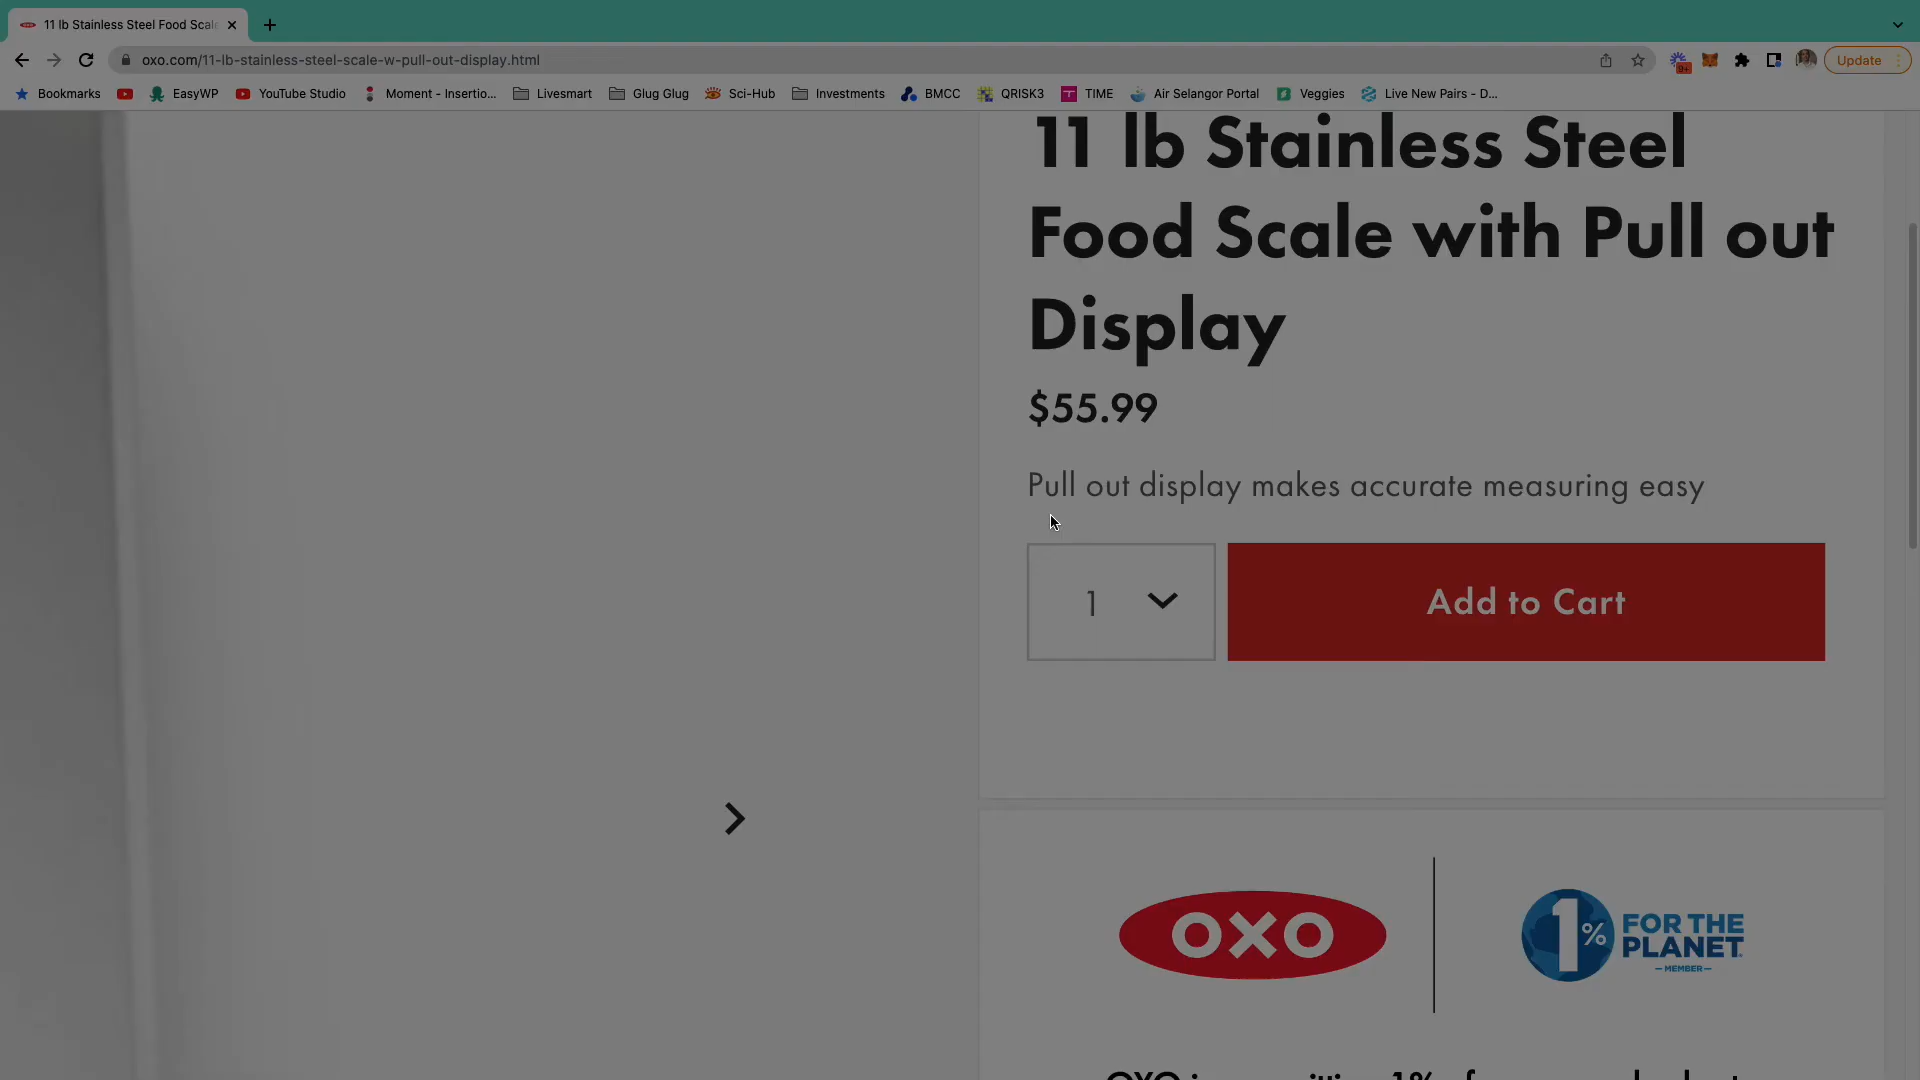 11 lb Stainless Steel Food Scale
oxo.com/11-lb-stainless-steel-scale-w-pull-out-display.html
9+
Update
Bookmarks
EasyWP
YouTube Studio
Moment - Insertio...
Livesmart
Glug Glug
Sci-Hub
Investments
BMCC
QRISK3
TIME
Air Selangor Portal
Veggies
Live New Pairs - D...
11 lb Stainless Steel
Food Scale with Pull out
Display
$55.99
Pull out display makes accurate measuring easy
1
Add to Cart
OXO
1% FOR THE
PLANET
MEMBER